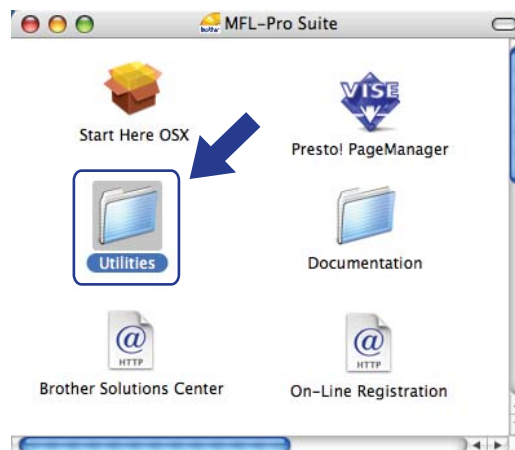 brother MFL-Pro Suite
Start Here OSX
VISE
Presto! PageManager
Utilities
Documentation
@
HTTP
@
HTTP
Brother Solutions Center
On-Line Registration